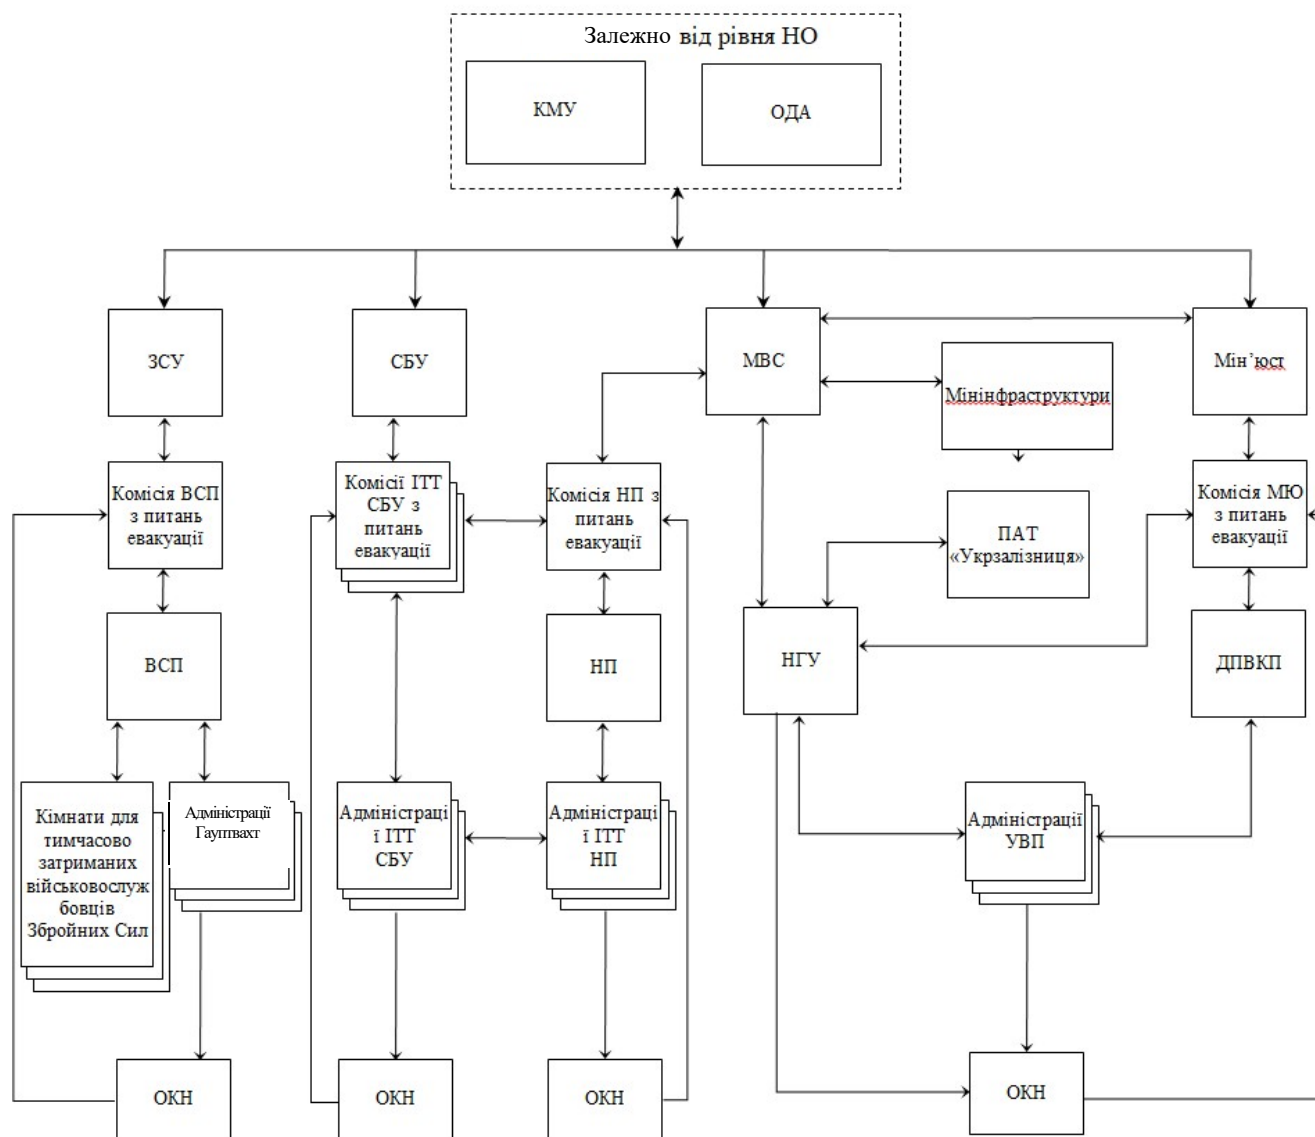 Залежно від рівня НО
КМУ
ОДА
ЗСУ
СБУ
МВС
Мін’юст
Мінінфраструктури
Комісія ВСП
з питань
евакуації
Комісії ІТТ
СБУ з
питань
евакуації
Комісія НП з
питань
евакуації
ПАТ
«Укрзалізниця»
Комісія МЮ
з питань
евакуації
ВСП
НП
НГУ
ДПВКП
Кімнати для
тимчасово
затриманих
військовослуж
бовців
Збройних Сил
Адміністрації
Гауптвахт
Адміністраці
ї ІТТ
СБУ
Адміністраці
ї ІТТ
НП
Адміністрації
УВП
ОКН
ОКН
ОКН
ОКН